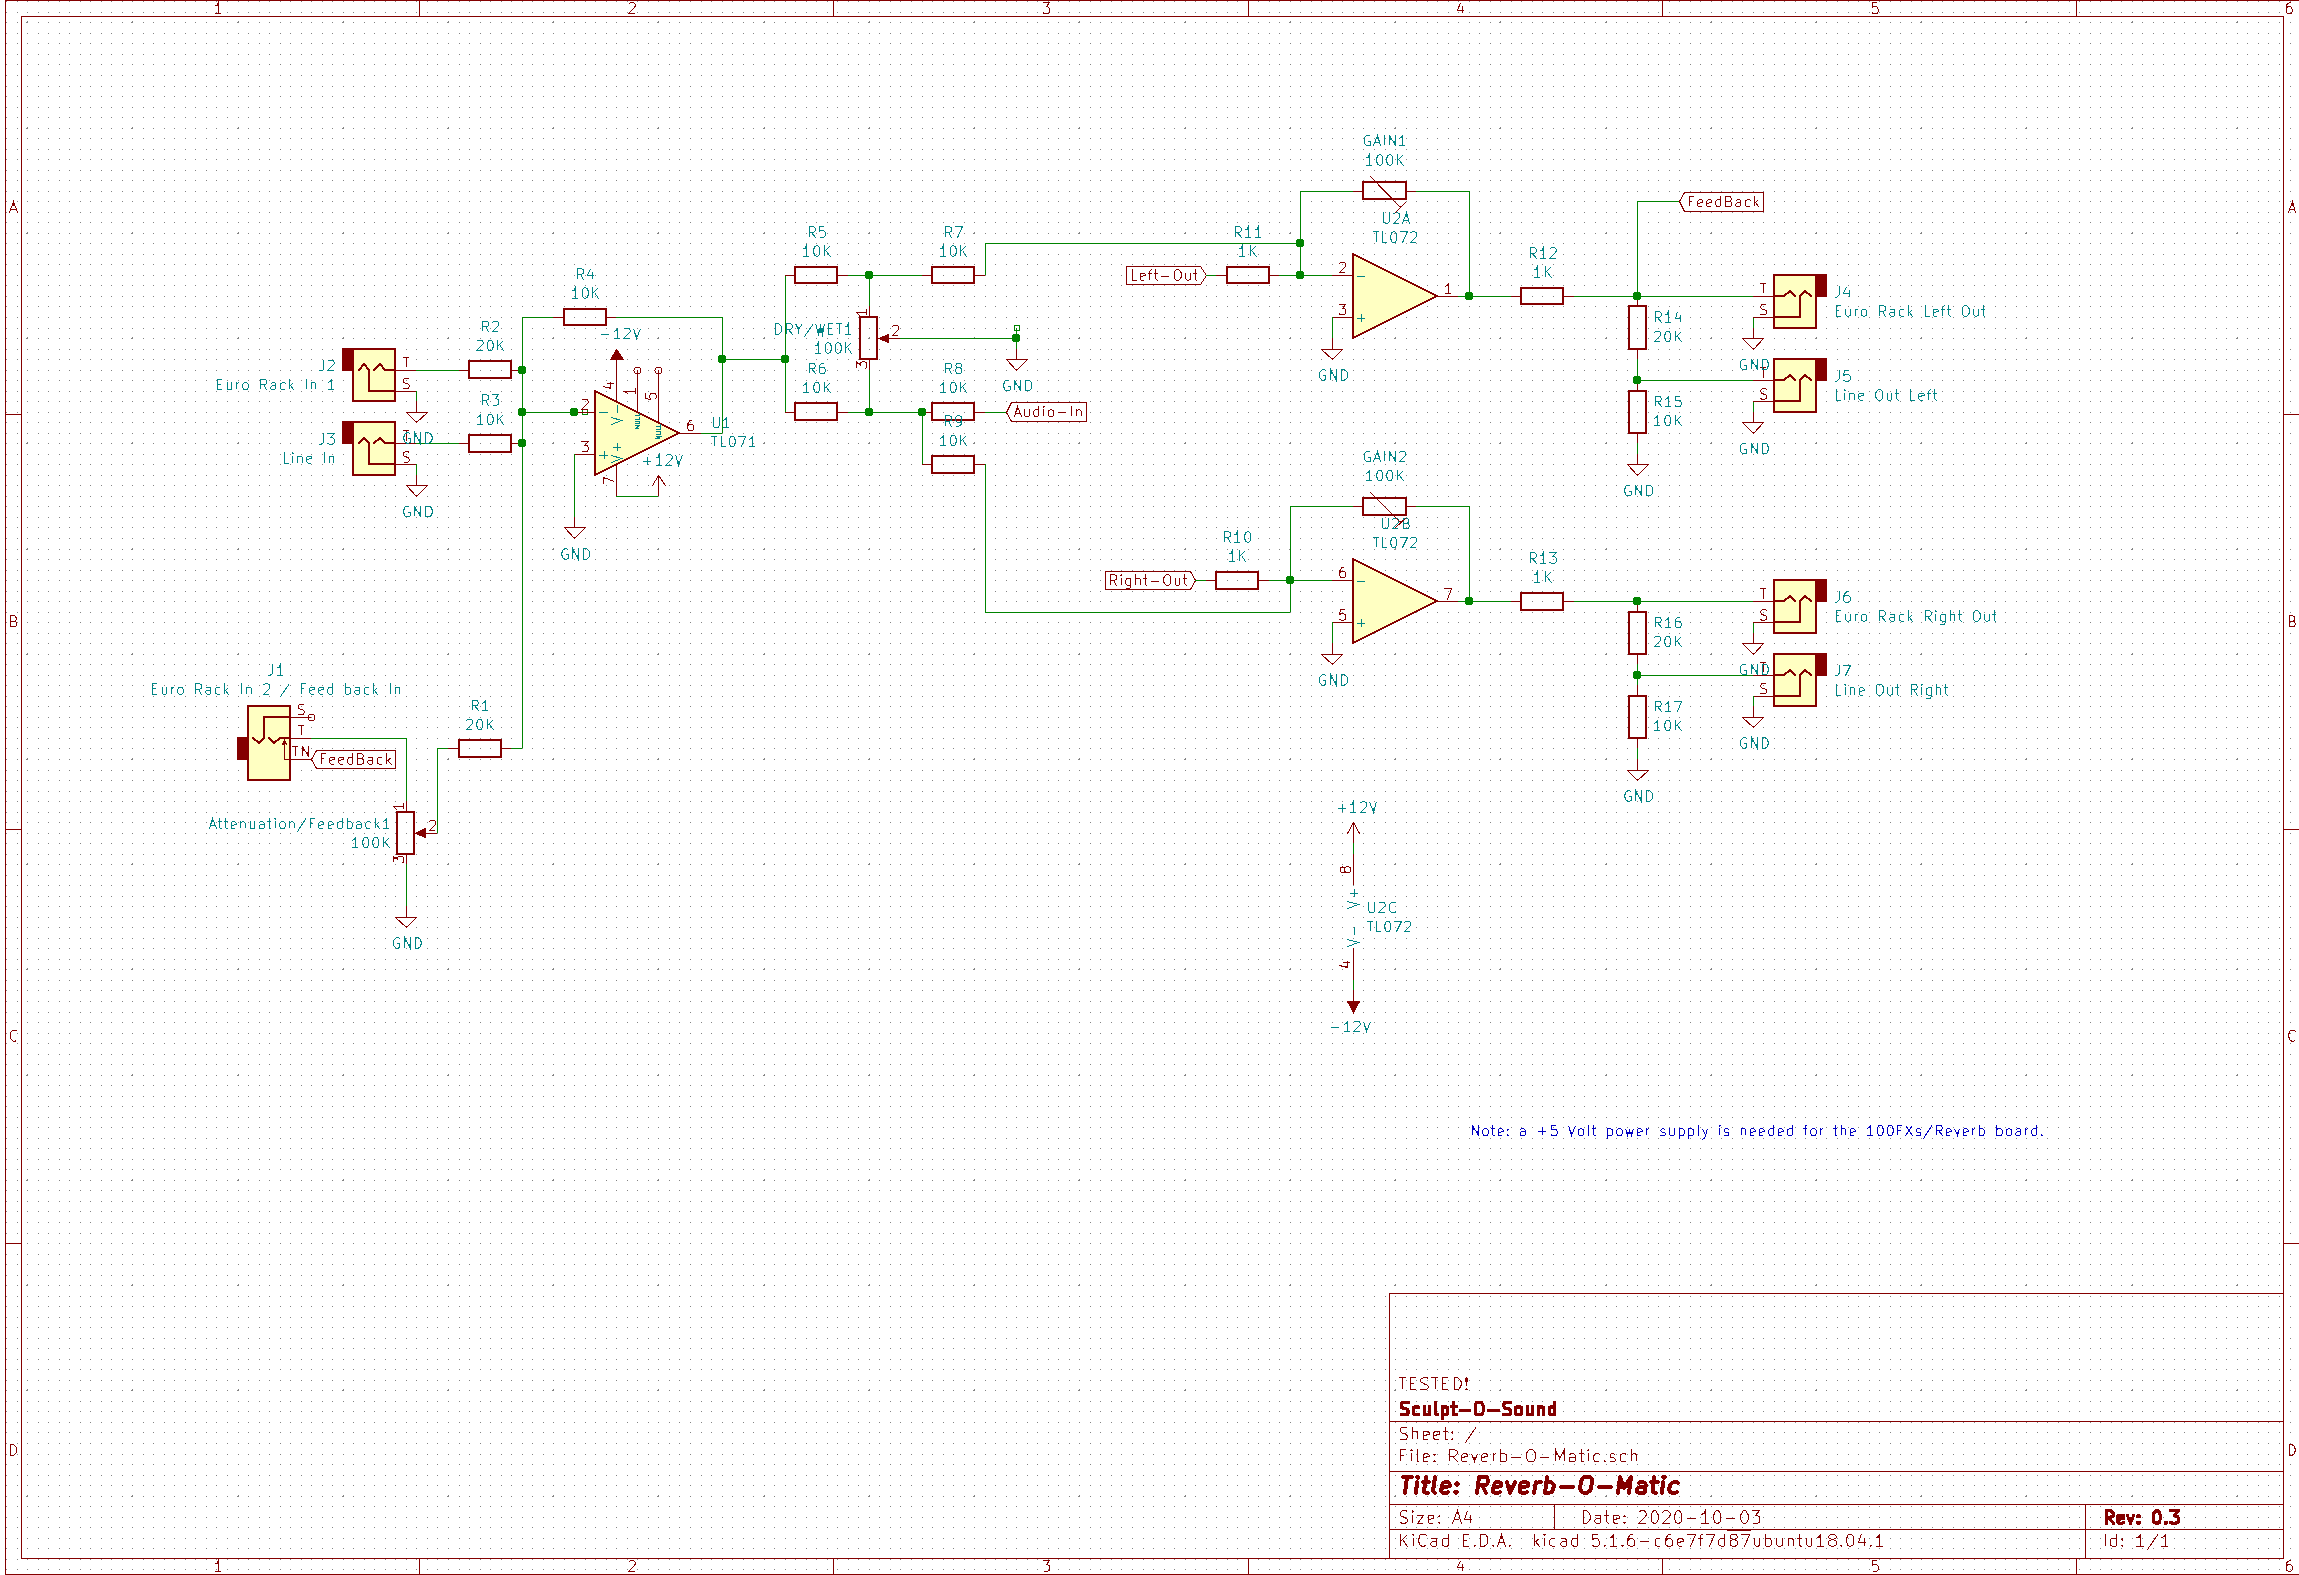 1 2 3 4 5 6
A A
B B
C C
D D
1 2 3 4 5 6
GAIN1
100K
U2A
TL072
FeedBack
R5
10K
R7
10K
R11
1K
Left-Out
2
3
1
GND
R12
1K
T
S
J4
Euro Rack Left Out
GND
R14
20K
T
S
J5
Line Out Left
GND
R15
10K
GND
R4
10K
-12V
R2
20K
J2
Euro Rack In 1
T
S
GND
R3
10K
J3
Line In
T
S
GND
2
3
4
1
5
6
7
V-
V+
NULL
NULL
U1
TL071
+12V
GND
DRY/WET1
100K
1
2
3
GND
R6
10K
R8
10K
Audio-In
R9
10K
GAIN2
100K
U2B
TL072
R10
1K
Right-Out
6
5
7
GND
R13
1K
T
S
J6
Euro Rack Right Out
GND
R16
20K
T
S
J7
Line Out Right
GND
R17
10K
GND
J1
Euro Rack In 2 / Feed back In
S
T
TN
FeedBack
R1
20K
Attenuation/Feedback1
100K
1
2
3
GND
+12V
8
V+
U2C
TL072
V-
4
-12V
Note: a +5 Volt power supply is needed for the 100FXs/Reverb board.
TESTED!
Sculpt-O-Sound
Sheet: /
File: Reverb-O-Matic.sch
Title: Reverb-O-Matic
Size: A4 Date: 2020-10-03 Rev: 0.3
KiCad E.D.A. kicad 5.1.6-c6e7f7d87ubuntu18.04.1 Id: 1/1